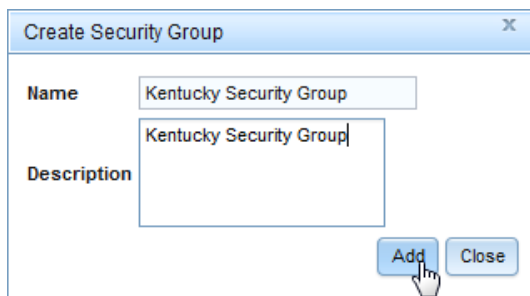 Create Security Group x
Name Kentucky Security Group
Kentucky Security Group
Description
Add Close